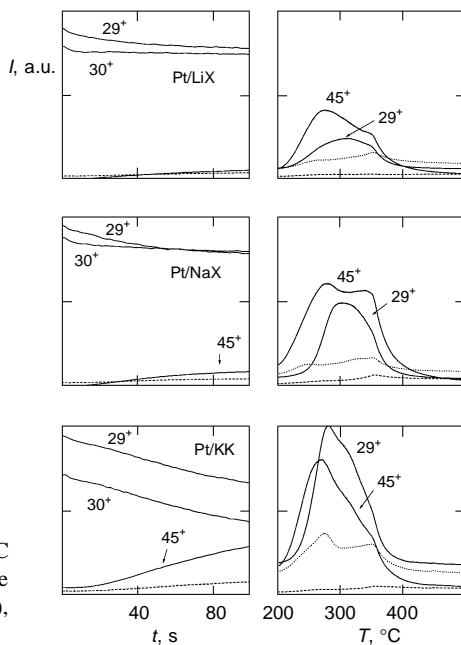 I, a.u.
29⁺
30⁺
Pt/LiX
45⁺
29⁺
29⁺
30⁺
Pt/NaX
45⁺
45⁺
29⁺
29⁺
Pt/KK
30⁺
45⁺
29⁺
45⁺
C
e
),
40 80
t, s
200 300 400
T, °C